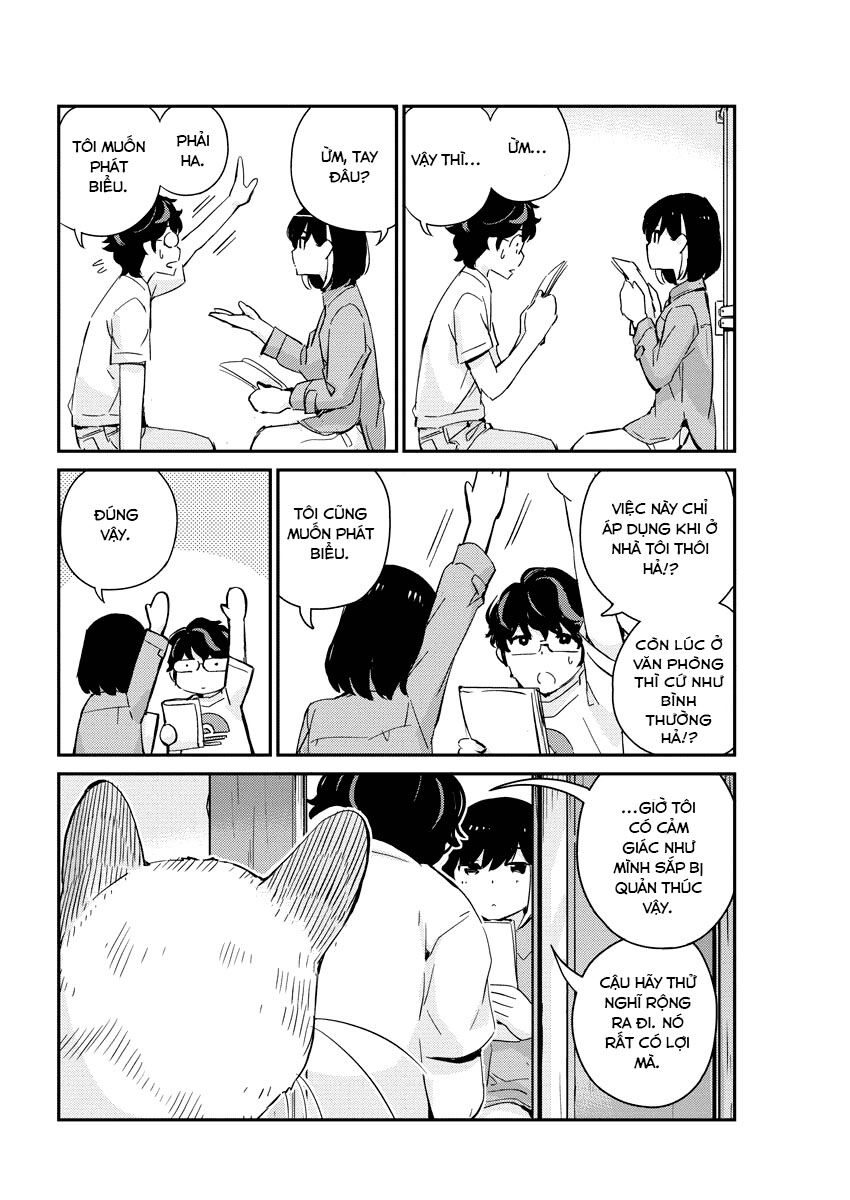 ỪM...
VẬY THÌ...
ỪM, TAY
ĐÂU?
PHẢI
HA.
TÔI MUỐN
PHÁT
BIỂU.
VIỆC NÀY CHỈ
ÁP DỤNG KHI Ở
NHÀ TÔI THÔI
HẢ!?
CÒN LÚC Ở
VĂN PHÒNG
THÌ CỨ NHƯ
BÌNH
THƯỜNG
HẢ!?
TÔI CŨNG
MUỐN PHÁT
BIỂU.
ĐÚNG
VẬY.
...GIỜ TÔI
CÓ CẢM
GIÁC NHƯ
MÌNH SẮP BỊ
QUẢN THÚC
VẬY.
CẬU HÃY THỬ
NGHĨ RỘNG
RA ĐI. NÓ
RẤT CÓ LỢI
MÀ.